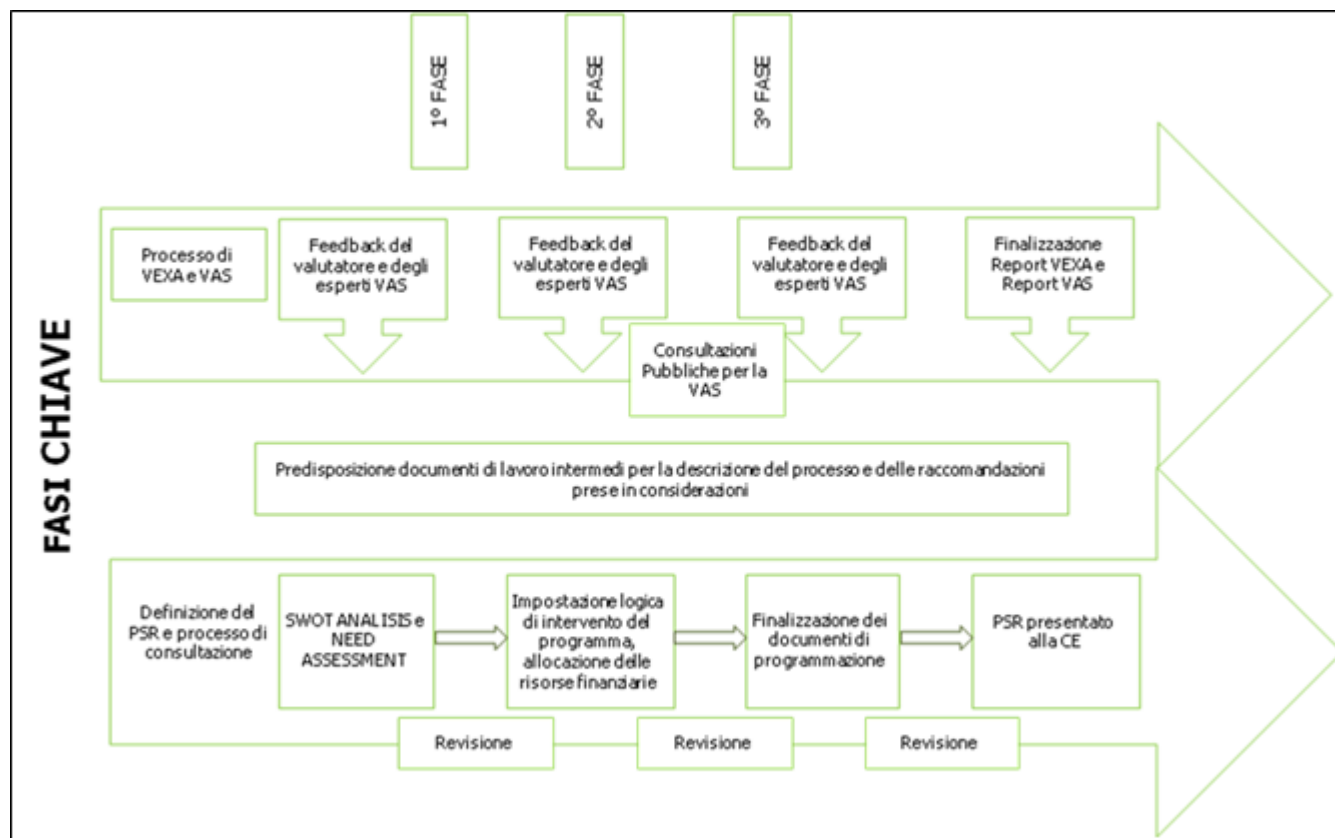 1º FASE
2º FASE
3º FASE
FASI CHIAVE
Processo di
VEXA e VAS
Feedback del
valutatore e degli
esperti VAS
Feedback del
valutatore e degli
esperti VAS
Feedback del
valutatore e degli
esperti VAS
Finalizzazione
Report VEXA e
Report VAS
Consultazioni
Pubbliche per la
VAS
Predisposizione documenti di lavoro intermedi per la descrizione del processo e delle raccomandazioni
prese in considerazioni
Definizione del
PSR e processo di
consultazione
SWOT ANALISIS e
NEED
ASSESSMENT
Impostazione logica
di intervento del
programma,
allocazione delle
risorse finanziarie
Finalizzazione dei
documenti di
programmazione
PSR presentato
alla CE
Revisione
Revisione
Revisione